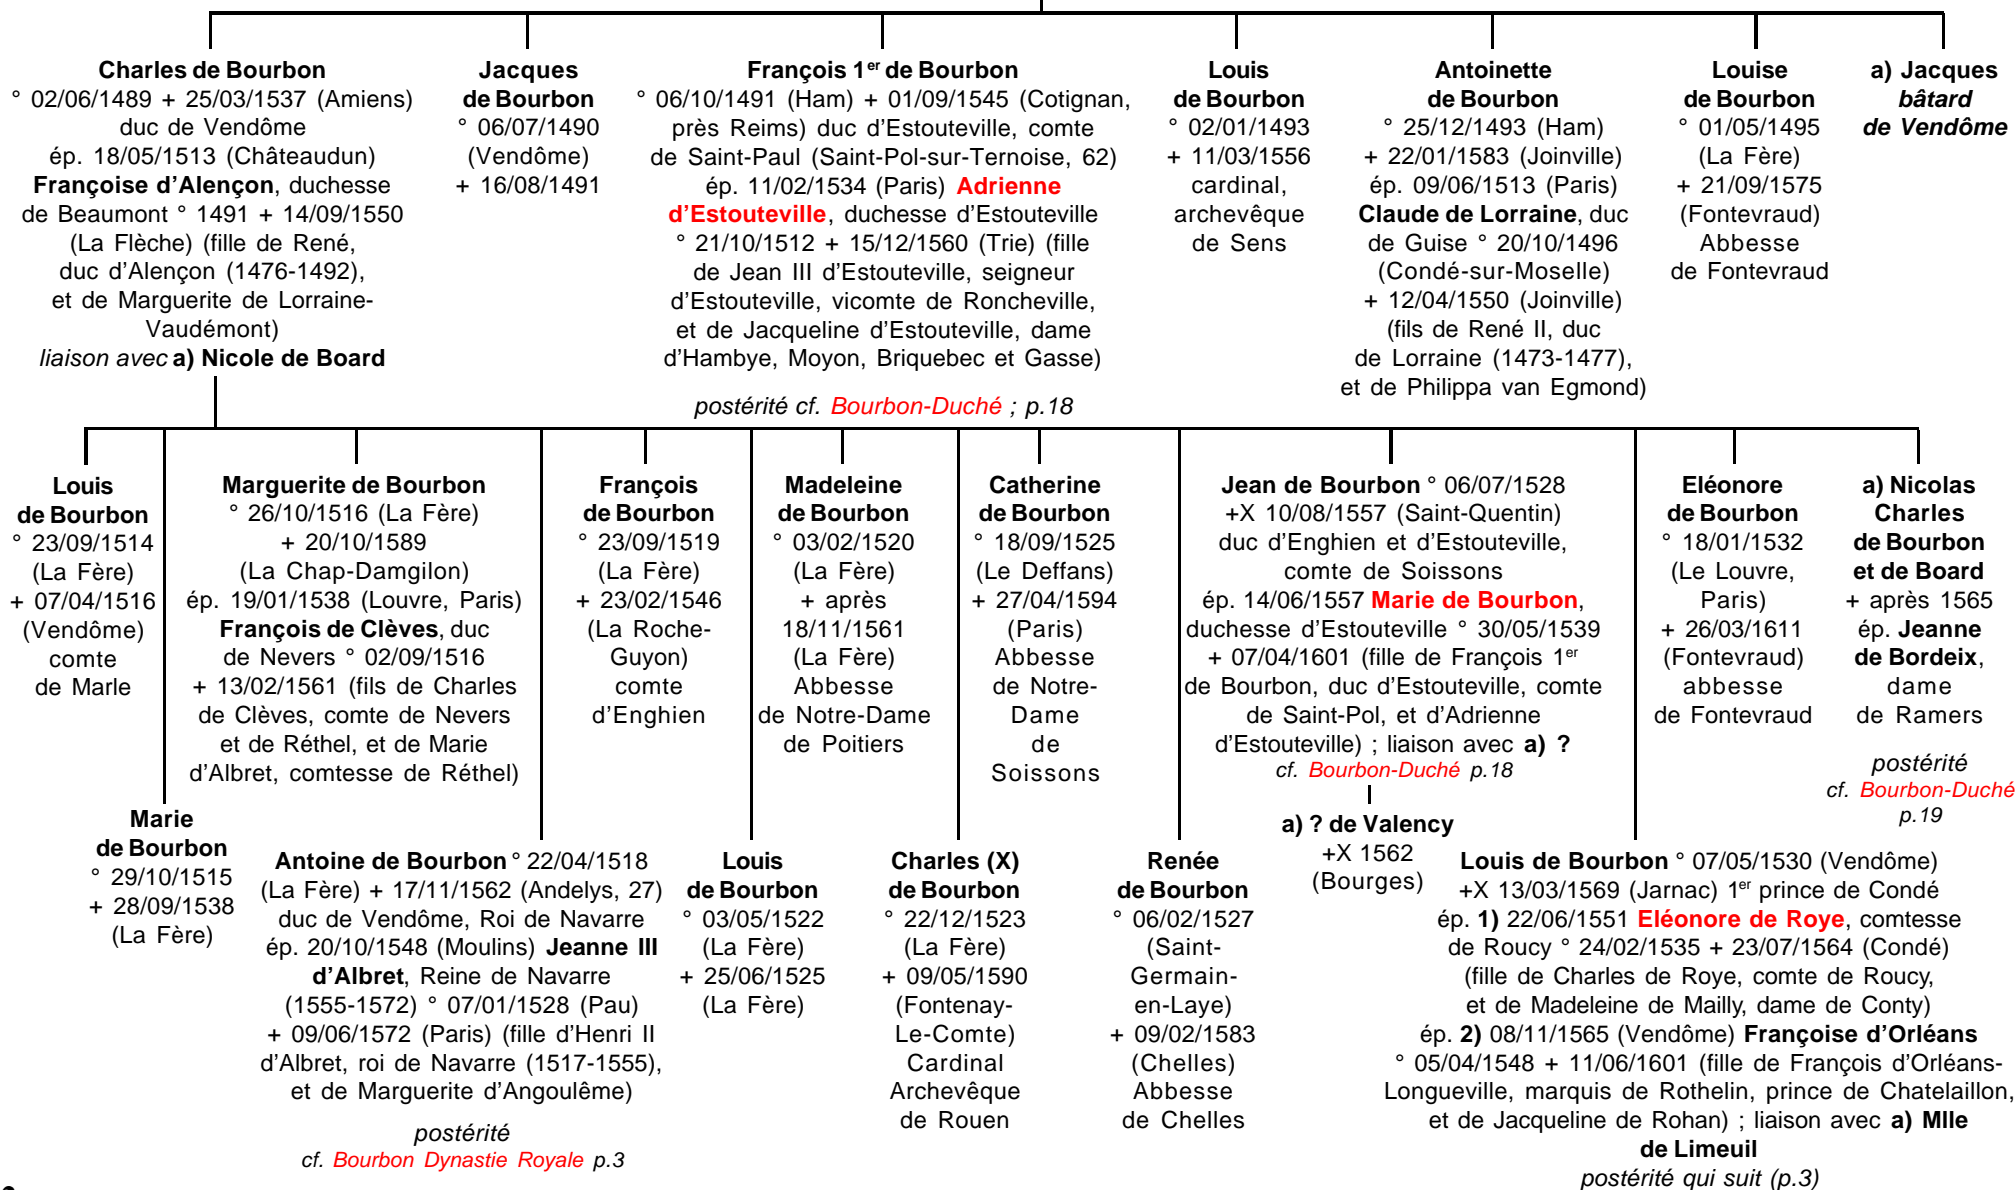 Charles de Bourbon
° 02/06/1489 + 25/03/1537 (Amiens)
duc de Vendôme
ép. 18/05/1513 (Châteaudun)
Françoise d'Alençon, duchesse
de Beaumont ° 1491 + 14/09/1550
(La Flèche) (fille de René,
duc d'Alençon (1476-1492),
et de Marguerite de Lorraine-
Vaudémont)
liaison avec a) Nicole de Board
Jacques
de Bourbon
° 06/07/1490
(Vendôme)
+ 16/08/1491
François 1er de Bourbon
° 06/10/1491 (Ham) + 01/09/1545 (Cotignan,
près Reims) duc d'Estouteville, comte
de Saint-Paul (Saint-Pol-sur-Ternoise, 62)
ép. 11/02/1534 (Paris) Adrienne
d'Estouteville, duchesse d'Estouteville
° 21/10/1512 + 15/12/1560 (Trie) (fille
de Jean III d'Estouteville, seigneur
d'Estouteville, vicomte de Roncheville,
et de Jacqueline d'Estouteville, dame
d'Hambye, Moyon, Briquebec et Gasse)
postérité cf. Bourbon-Duché ; p.18
Louis
de Bourbon
° 02/01/1493
+ 11/03/1556
cardinal,
archevêque
de Sens
Antoinette
de Bourbon
° 25/12/1493 (Ham)
+ 22/01/1583 (Joinville)
ép. 09/06/1513 (Paris)
Claude de Lorraine, duc
de Guise ° 20/10/1496
(Condé-sur-Moselle)
+ 12/04/1550 (Joinville)
(fils de René II, duc
de Lorraine (1473-1477),
et de Philippa van Egmond)
Louise
de Bourbon
° 01/05/1495
(La Fère)
+ 21/09/1575
(Fontevraud)
Abbesse
de Fontevraud
a) Jacques
bâtard
de Vendôme
Louis
de Bourbon
° 23/09/1514
(La Fère)
+ 07/04/1516
(Vendôme)
comte
de Marle
Marie
de Bourbon
° 29/10/1515
+ 28/09/1538
(La Fère)
Marguerite de Bourbon
° 26/10/1516 (La Fère)
+ 20/10/1589
(La Chap-Damgilon)
ép. 19/01/1538 (Louvre, Paris)
François de Clèves, duc
de Nevers ° 02/09/1516
+ 13/02/1561 (fils de Charles
de Clèves, comte de Nevers
et de Réthel, et de Marie
d'Albret, comtesse de Réthel)
Antoine de Bourbon ° 22/04/1518
(La Fère) + 17/11/1562 (Andelys, 27)
duc de Vendôme, Roi de Navarre
ép. 20/10/1548 (Moulins) Jeanne III
d'Albret, Reine de Navarre
(1555-1572) ° 07/01/1528 (Pau)
+ 09/06/1572 (Paris) (fille d'Henri II
d'Albret, roi de Navarre (1517-1555),
et de Marguerite d'Angoulême)
postérité
cf. Bourbon Dynastie Royale p.3
François
de Bourbon
° 23/09/1519
(La Fère)
+ 23/02/1546
(La Roche-
Guyon)
comte
d'Enghien
Madeleine
de Bourbon
° 03/02/1520
(La Fère)
+ après
18/11/1561
(La Fère)
Abbesse
de Notre-Dame
de Poitiers
Louis
de Bourbon
° 03/05/1522
(La Fère)
+ 25/06/1525
(La Fère)
Charles (X)
de Bourbon
° 22/12/1523
(La Fère)
+ 09/05/1590
(Fontenay-
Le-Comte)
Cardinal
Archevêque
de Rouen
Catherine
de Bourbon
° 18/09/1525
(Le Deffans)
+ 27/04/1594
(Paris)
Abbesse
de Notre-
Dame
de
Soissons
Renée
de Bourbon
° 06/02/1527
(Saint-
Germain-
en-Laye)
+ 09/02/1583
(Chelles)
Abbesse
de Chelles
Jean de Bourbon ° 06/07/1528
+X 10/08/1557 (Saint-Quentin)
duc d'Enghien et d'Estouteville,
comte de Soissons
ép. 14/06/1557 Marie de Bourbon,
duchesse d'Estouteville ° 30/05/1539
+ 07/04/1601 (fille de François 1er
de Bourbon, duc d'Estouteville, comte
de Saint-Pol, et d'Adrienne
d'Estouteville) ; liaison avec a) ?
cf. Bourbon-Duché p.18
a) ? de Valency
+X 1562
(Bourges)
Louis de Bourbon ° 07/05/1530 (Vendôme)
+X 13/03/1569 (Jarnac) 1er prince de Condé
ép. 1) 22/06/1551 Eléonore de Roye, comtesse
de Roucy ° 24/02/1535 + 23/07/1564 (Condé)
(fille de Charles de Roye, comte de Roucy,
et de Madeleine de Mailly, dame de Conty)
ép. 2) 08/11/1565 (Vendôme) Françoise d'Orléans
° 05/04/1548 + 11/06/1601 (fille de François d'Orléans-
Longueville, marquis de Rothelin, prince de Chatelaillon,
et de Jacqueline de Rohan) ; liaison avec a) Mlle
de Limeuil
postérité qui suit (p.3)
Eléonore
de Bourbon
° 18/01/1532
(Le Louvre,
Paris)
+ 26/03/1611
(Fontevraud)
abbesse
de Fontevraud
a) Nicolas
Charles
de Bourbon
et de Board
+ après 1565
ép. Jeanne
de Bordeix,
dame
de Ramers
postérité
cf. Bourbon-Duché
p.19